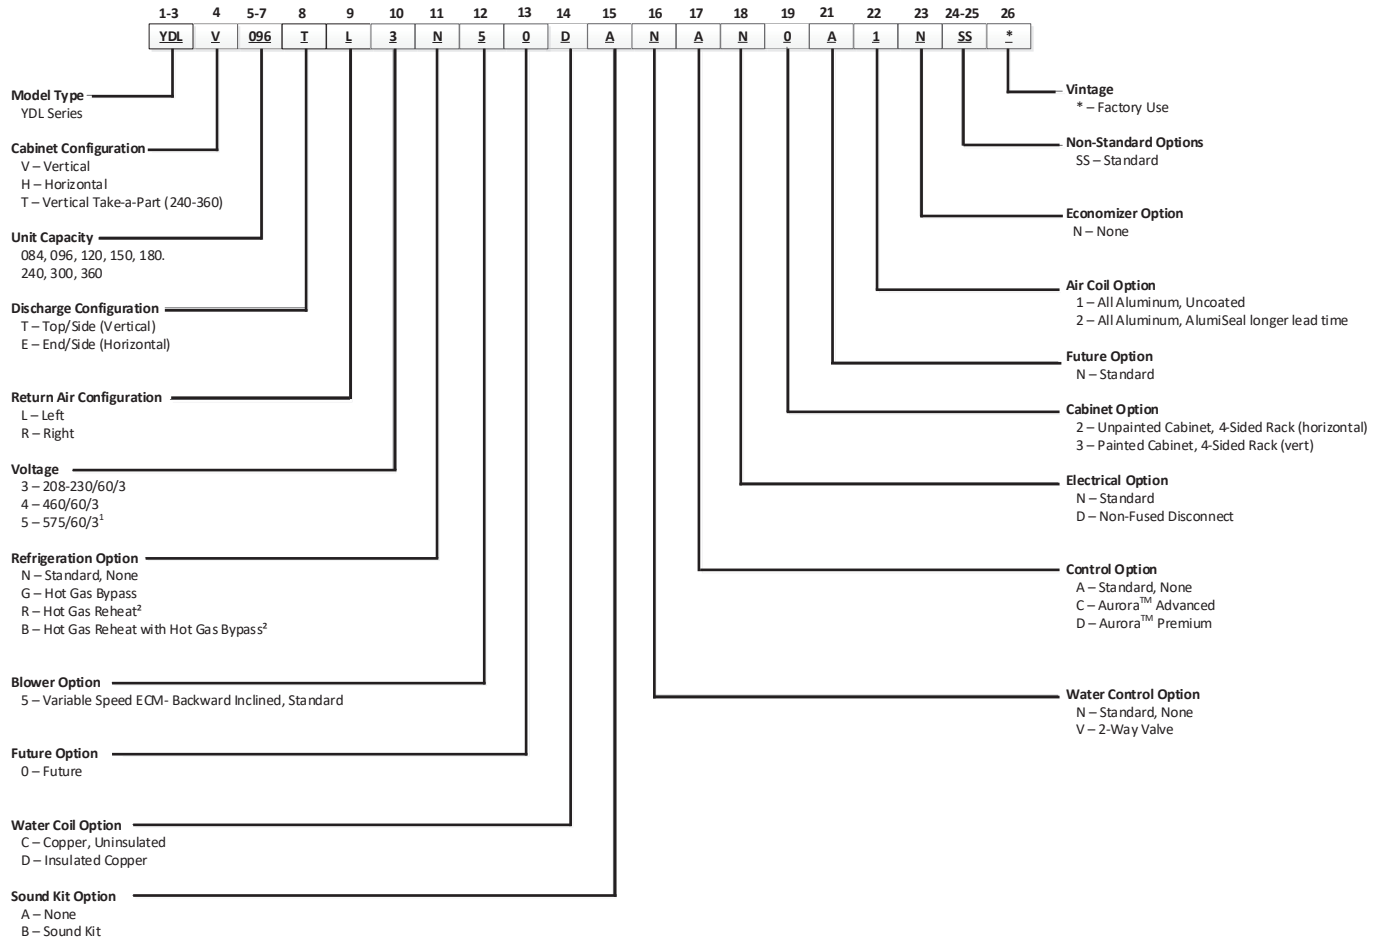 1-3 4 5-7 8 9 10 11 12 13 14 15 16 17 18 19 21 22 23 24-25 26
YDL V 096 T L 3 N 5 0 D A N A N 0 A 1 N SS *
Model Type
YDL Series
Cabinet Configuration
V – Vertical
H – Horizontal
T – Vertical Take-a-Part (240-360)
Unit Capacity
084, 096, 120, 150, 180.
240, 300, 360
Discharge Configuration
T – Top/Side (Vertical)
E – End/Side (Horizontal)
Return Air Configuration
L – Left
R – Right
Voltage
3 – 208-230/60/3
4 – 460/60/3
5 – 575/60/3¹
Refrigeration Option
N – Standard, None
G – Hot Gas Bypass
R – Hot Gas Reheat²
B – Hot Gas Reheat with Hot Gas Bypass²
Blower Option
5 – Variable Speed ECM- Backward Inclined, Standard
Future Option
0 – Future
Water Coil Option
C – Copper, Uninsulated
D – Insulated Copper
Sound Kit Option
A – None
B – Sound Kit
Vintage
* – Factory Use
Non-Standard Options
SS – Standard
Economizer Option
N – None
Air Coil Option
1 – All Aluminum, Uncoated
2 – All Aluminum, AlumiSeal longer lead time
Future Option
N – Standard
Cabinet Option
2 – Unpainted Cabinet, 4-Sided Rack (horizontal)
3 – Painted Cabinet, 4-Sided Rack (vert)
Electrical Option
N – Standard
D – Non-Fused Disconnect
Control Option
A – Standard, None
C – Aurora™ Advanced
D – Aurora™ Premium
Water Control Option
N – Standard, None
V – 2-Way Valve